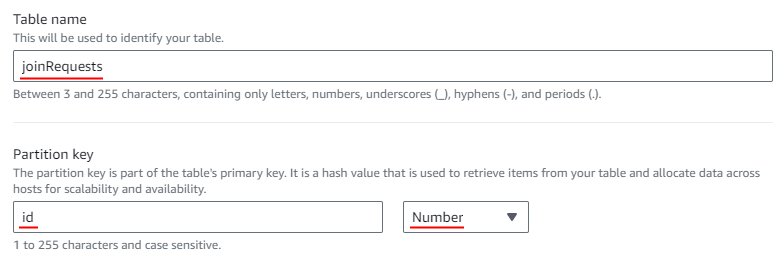 Table name
This will be used to identify your table.
joinRequests
Between 3 and 255 characters, containing only letters, numbers, underscores (_), hyphens (-), and periods (.).
Partition key
The partition key is part of the table's primary key. It is a hash value that is used to retrieve items from your table and allocate data across
hosts for scalability and availability.
id Number
1 to 255 characters and case sensitive.